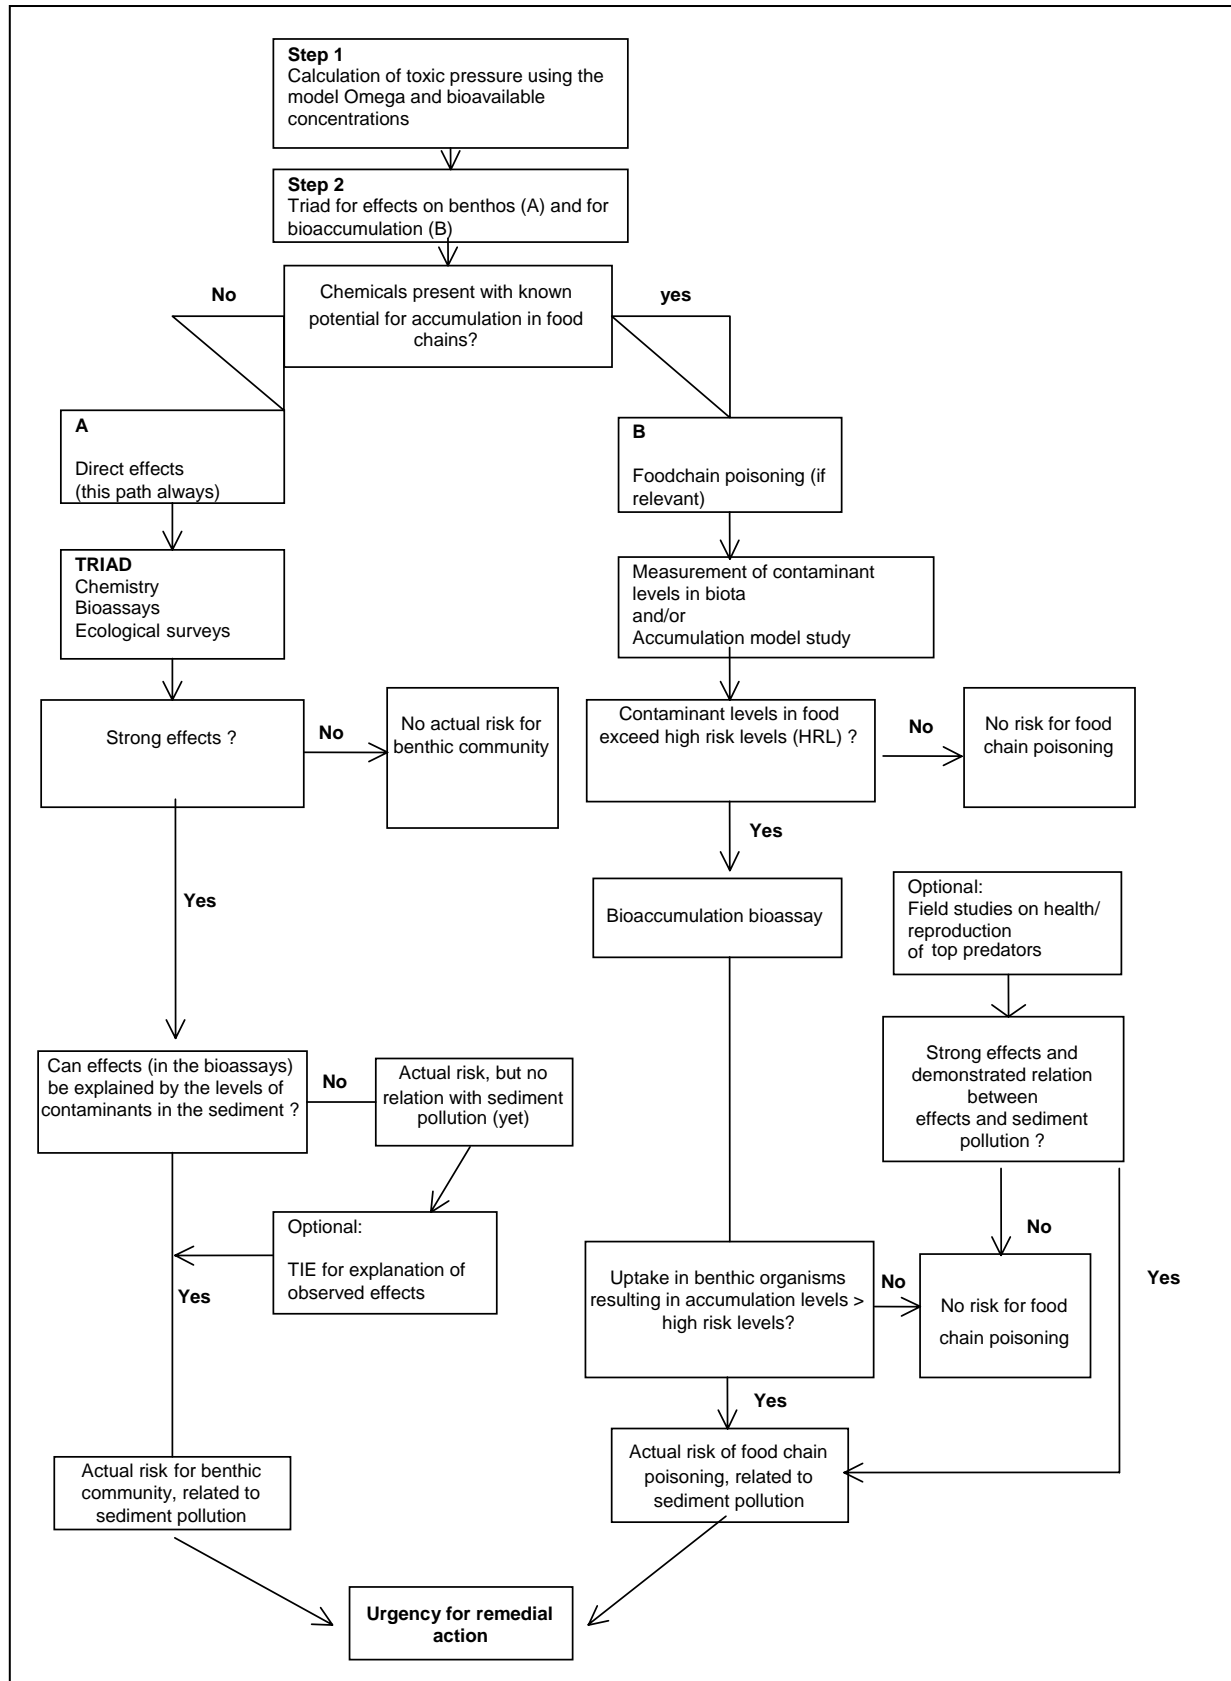 Step 1
Calculation of toxic pressure using the
model Omega and bioavailable
concentrations
Step 2
Triad for effects on benthos (A) and for
bioaccumulation (B)
No
Chemicals present with known
potential for accumulation in food
chains?
yes
A
Direct effects
(this path always)
B
Foodchain poisoning (if
relevant)
TRIAD
Chemistry
Bioassays
Ecological surveys
Measurement of contaminant
levels in biota
and/or
Accumulation model study
Strong effects ?
No
No actual risk for
benthic community
Contaminant levels in food
exceed high risk levels (HRL) ?
No
No risk for food
chain poisoning
Yes
Yes
Bioaccumulation bioassay
Optional:
Field studies on health/
reproduction
of top predators
Can effects (in the bioassays)
be explained by the levels of
contaminants in the sediment ?
No
Actual risk, but no
relation with sediment
pollution (yet)
Strong effects and
demonstrated relation
between
effects and sediment
pollution ?
Optional:
TIE for explanation of
observed effects
Yes
No
Yes
Uptake in benthic organisms
resulting in accumulation levels >
high risk levels?
No
No risk for food
chain poisoning
Yes
Actual risk for benthic
community, related to
sediment pollution
Actual risk of food chain
poisoning, related to
sediment pollution
Urgency for remedial
action